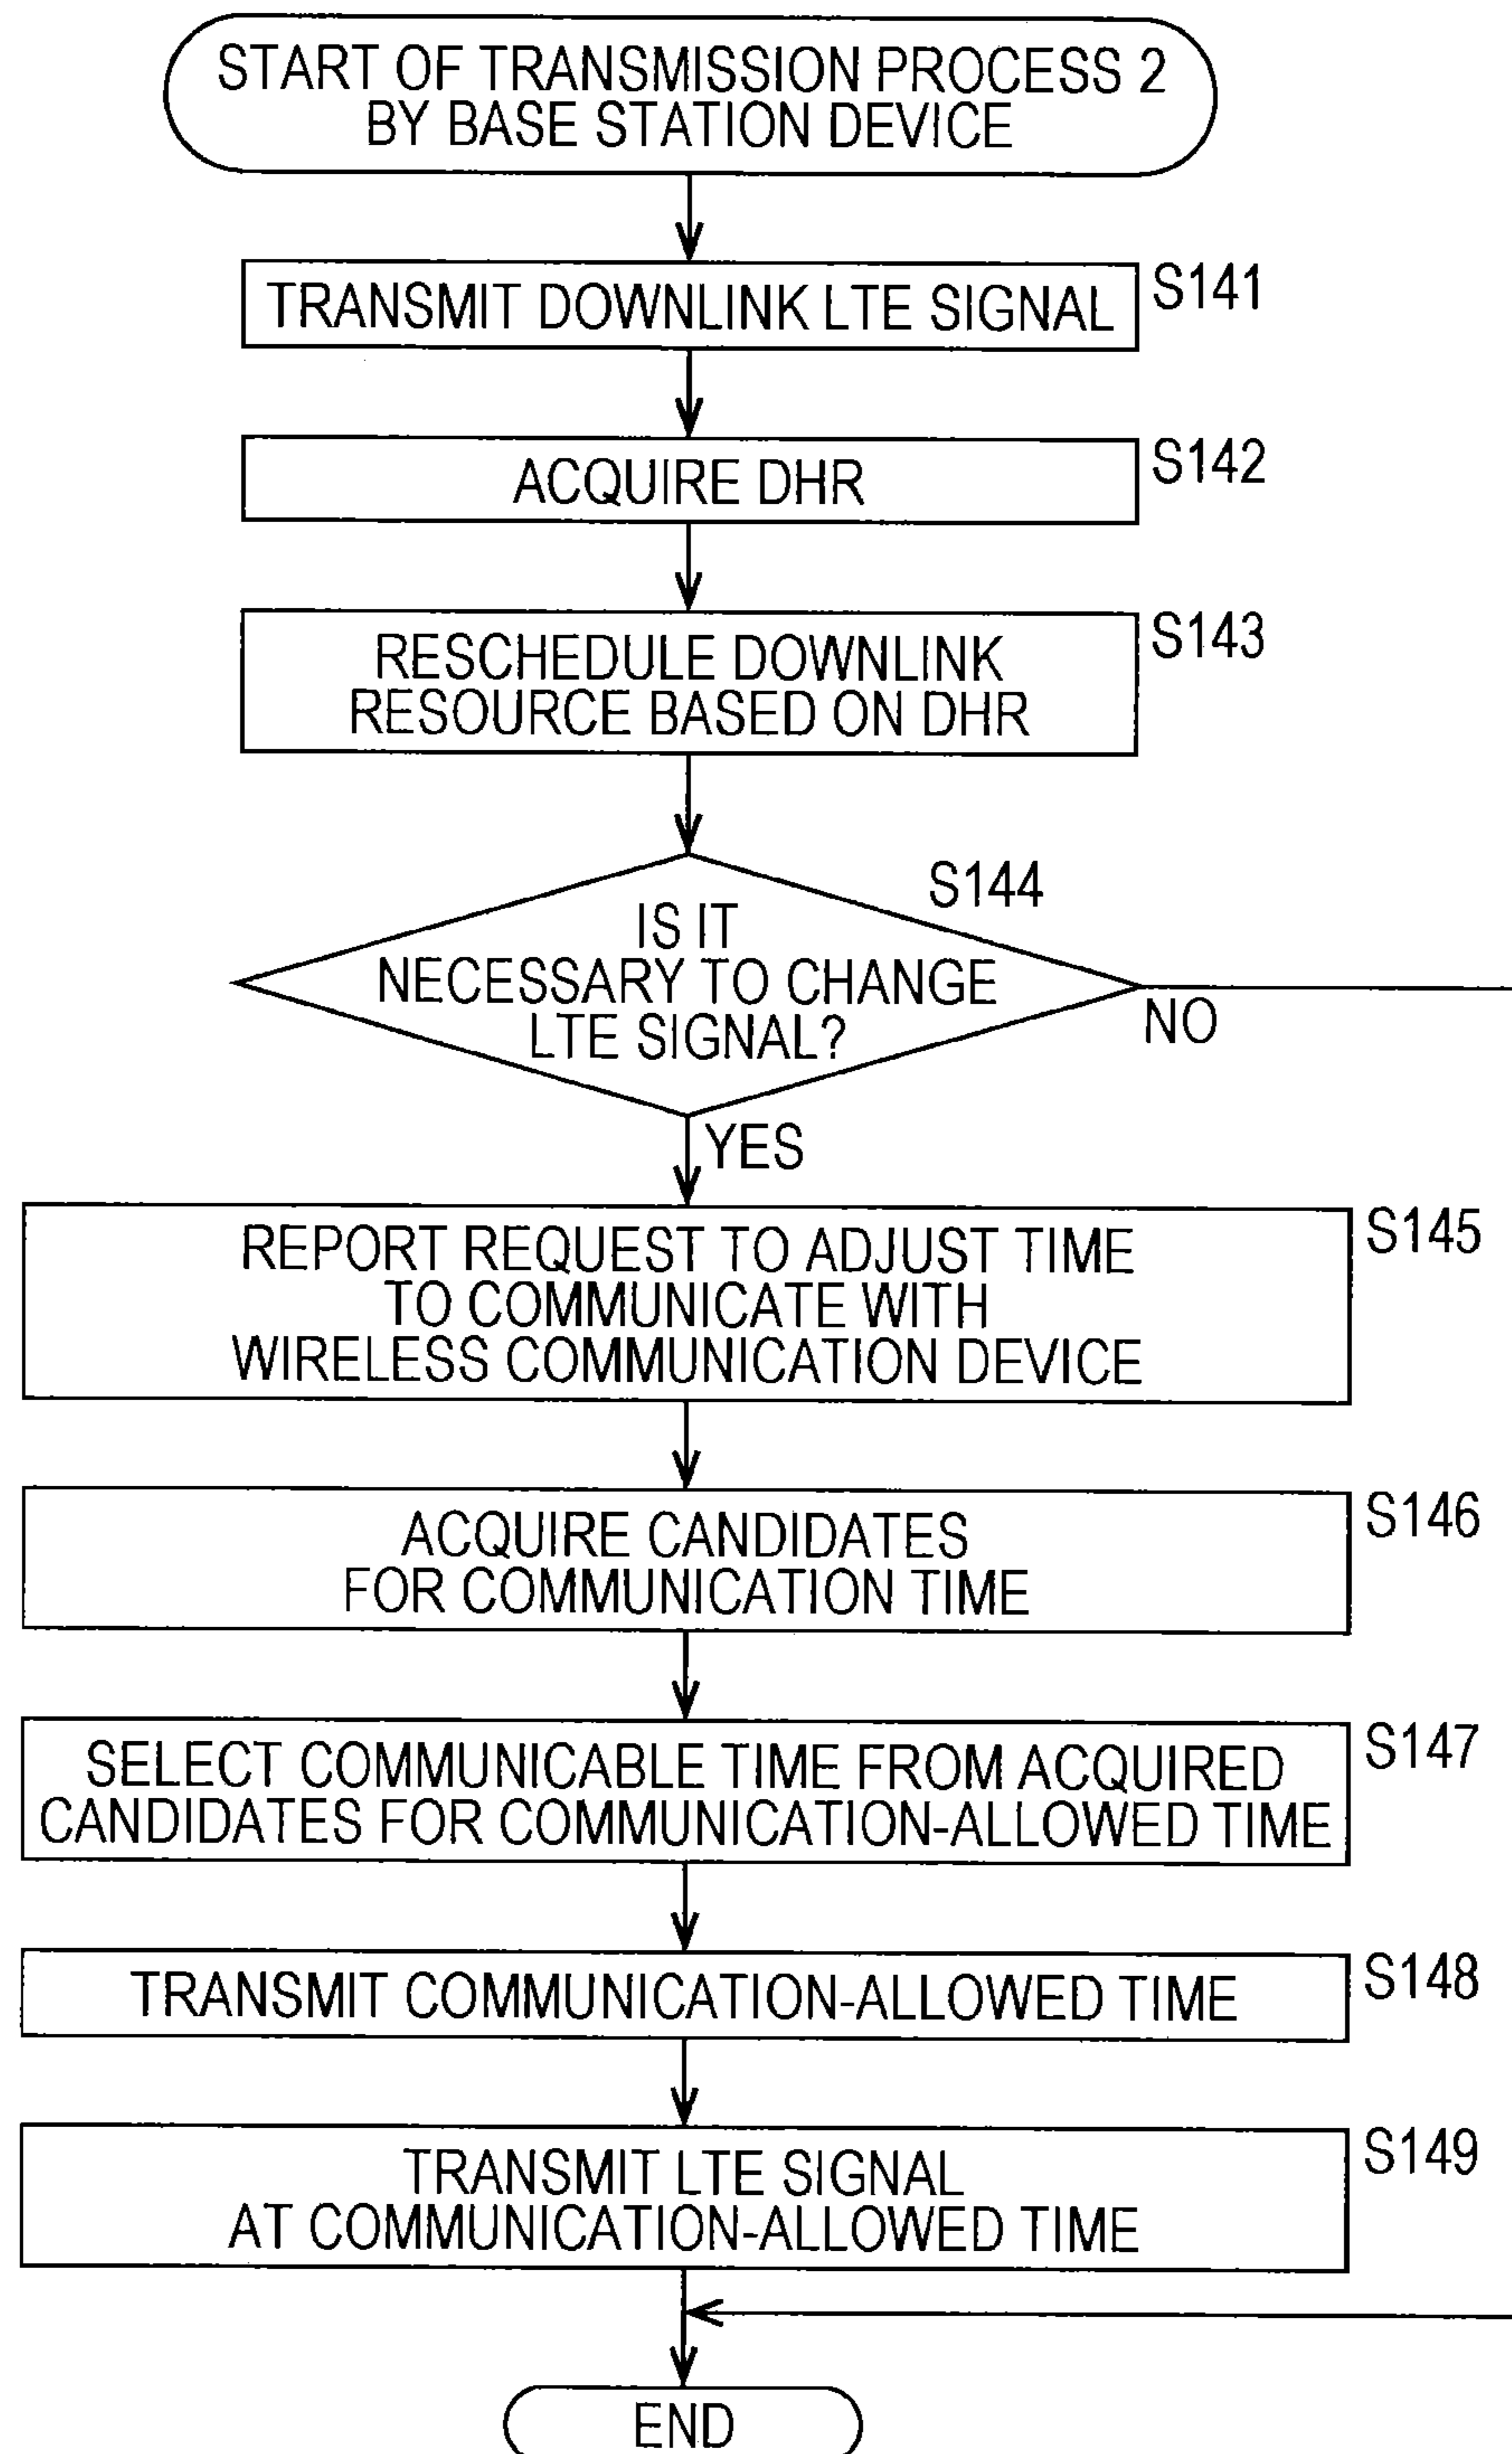 START OF TRANSMISSION PROCESS 2
BY BASE STATION DEVICE
TRANSMIT DOWNLINK LTE SIGNAL
S141
ACQUIRE DHR
S142
RESCHEDULE DOWNLINK
RESOURCE BASED ON DHR
S143
S144
IS IT
NECESSARY TO CHANGE
LTE SIGNAL?
NO
YES
REPORT REQUEST TO ADJUST TIME
TO COMMUNICATE WITH
WIRELESS COMMUNICATION DEVICE
S145
ACQUIRE CANDIDATES
FOR COMMUNICATION TIME
S146
SELECT COMMUNICABLE TIME FROM ACQUIRED
CANDIDATES FOR COMMUNICATION-ALLOWED TIME
S147
TRANSMIT COMMUNICATION-ALLOWED TIME
S148
TRANSMIT LTE SIGNAL
AT COMMUNICATION-ALLOWED TIME
S149
END